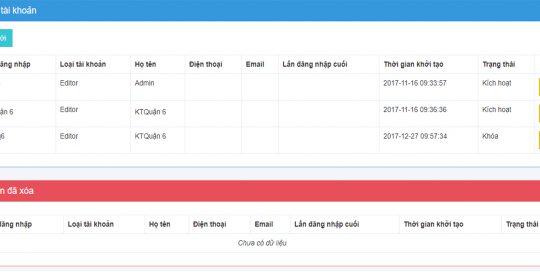 tài khoản
ới
đăng nhập Loại tài khoản Họ tên Điện thoại Email Lần đăng nhập cuối Thời gian khởi tạo Trạng thái
Editor Admin 2017-11-16 09:33:57 Kích hoạt
uận 6 Editor KTQuận 6 2017-11-16 09:36:36 Kích hoạt
q6 Editor KTQuận 6 2017-12-27 09:57:34 Khóa
n đã xóa
đăng nhập Loại tài khoản Họ tên Điện thoại Email Lần đăng nhập cuối Thời gian khởi tạo Trạng thái
Chưa có dữ liệu